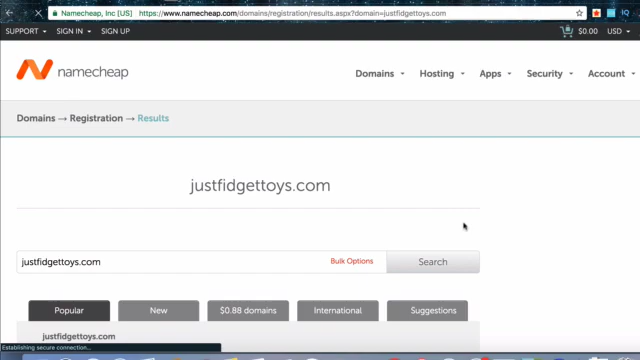 Namecheap, Inc [US] https://www.namecheap.com/domains/registration/results.aspx?domain=justfidgettoys.com
SUPPORT SIGN IN SIGN UP $0.00 USD
namecheap Domains Hosting Apps Security Account
Domains → Registration → Results
justfidgettoys.com
justfidgettoys.com Bulk Options Search
Popular New $0.88 domains International Suggestions
justfidgettoys.com
Establishing secure connection...